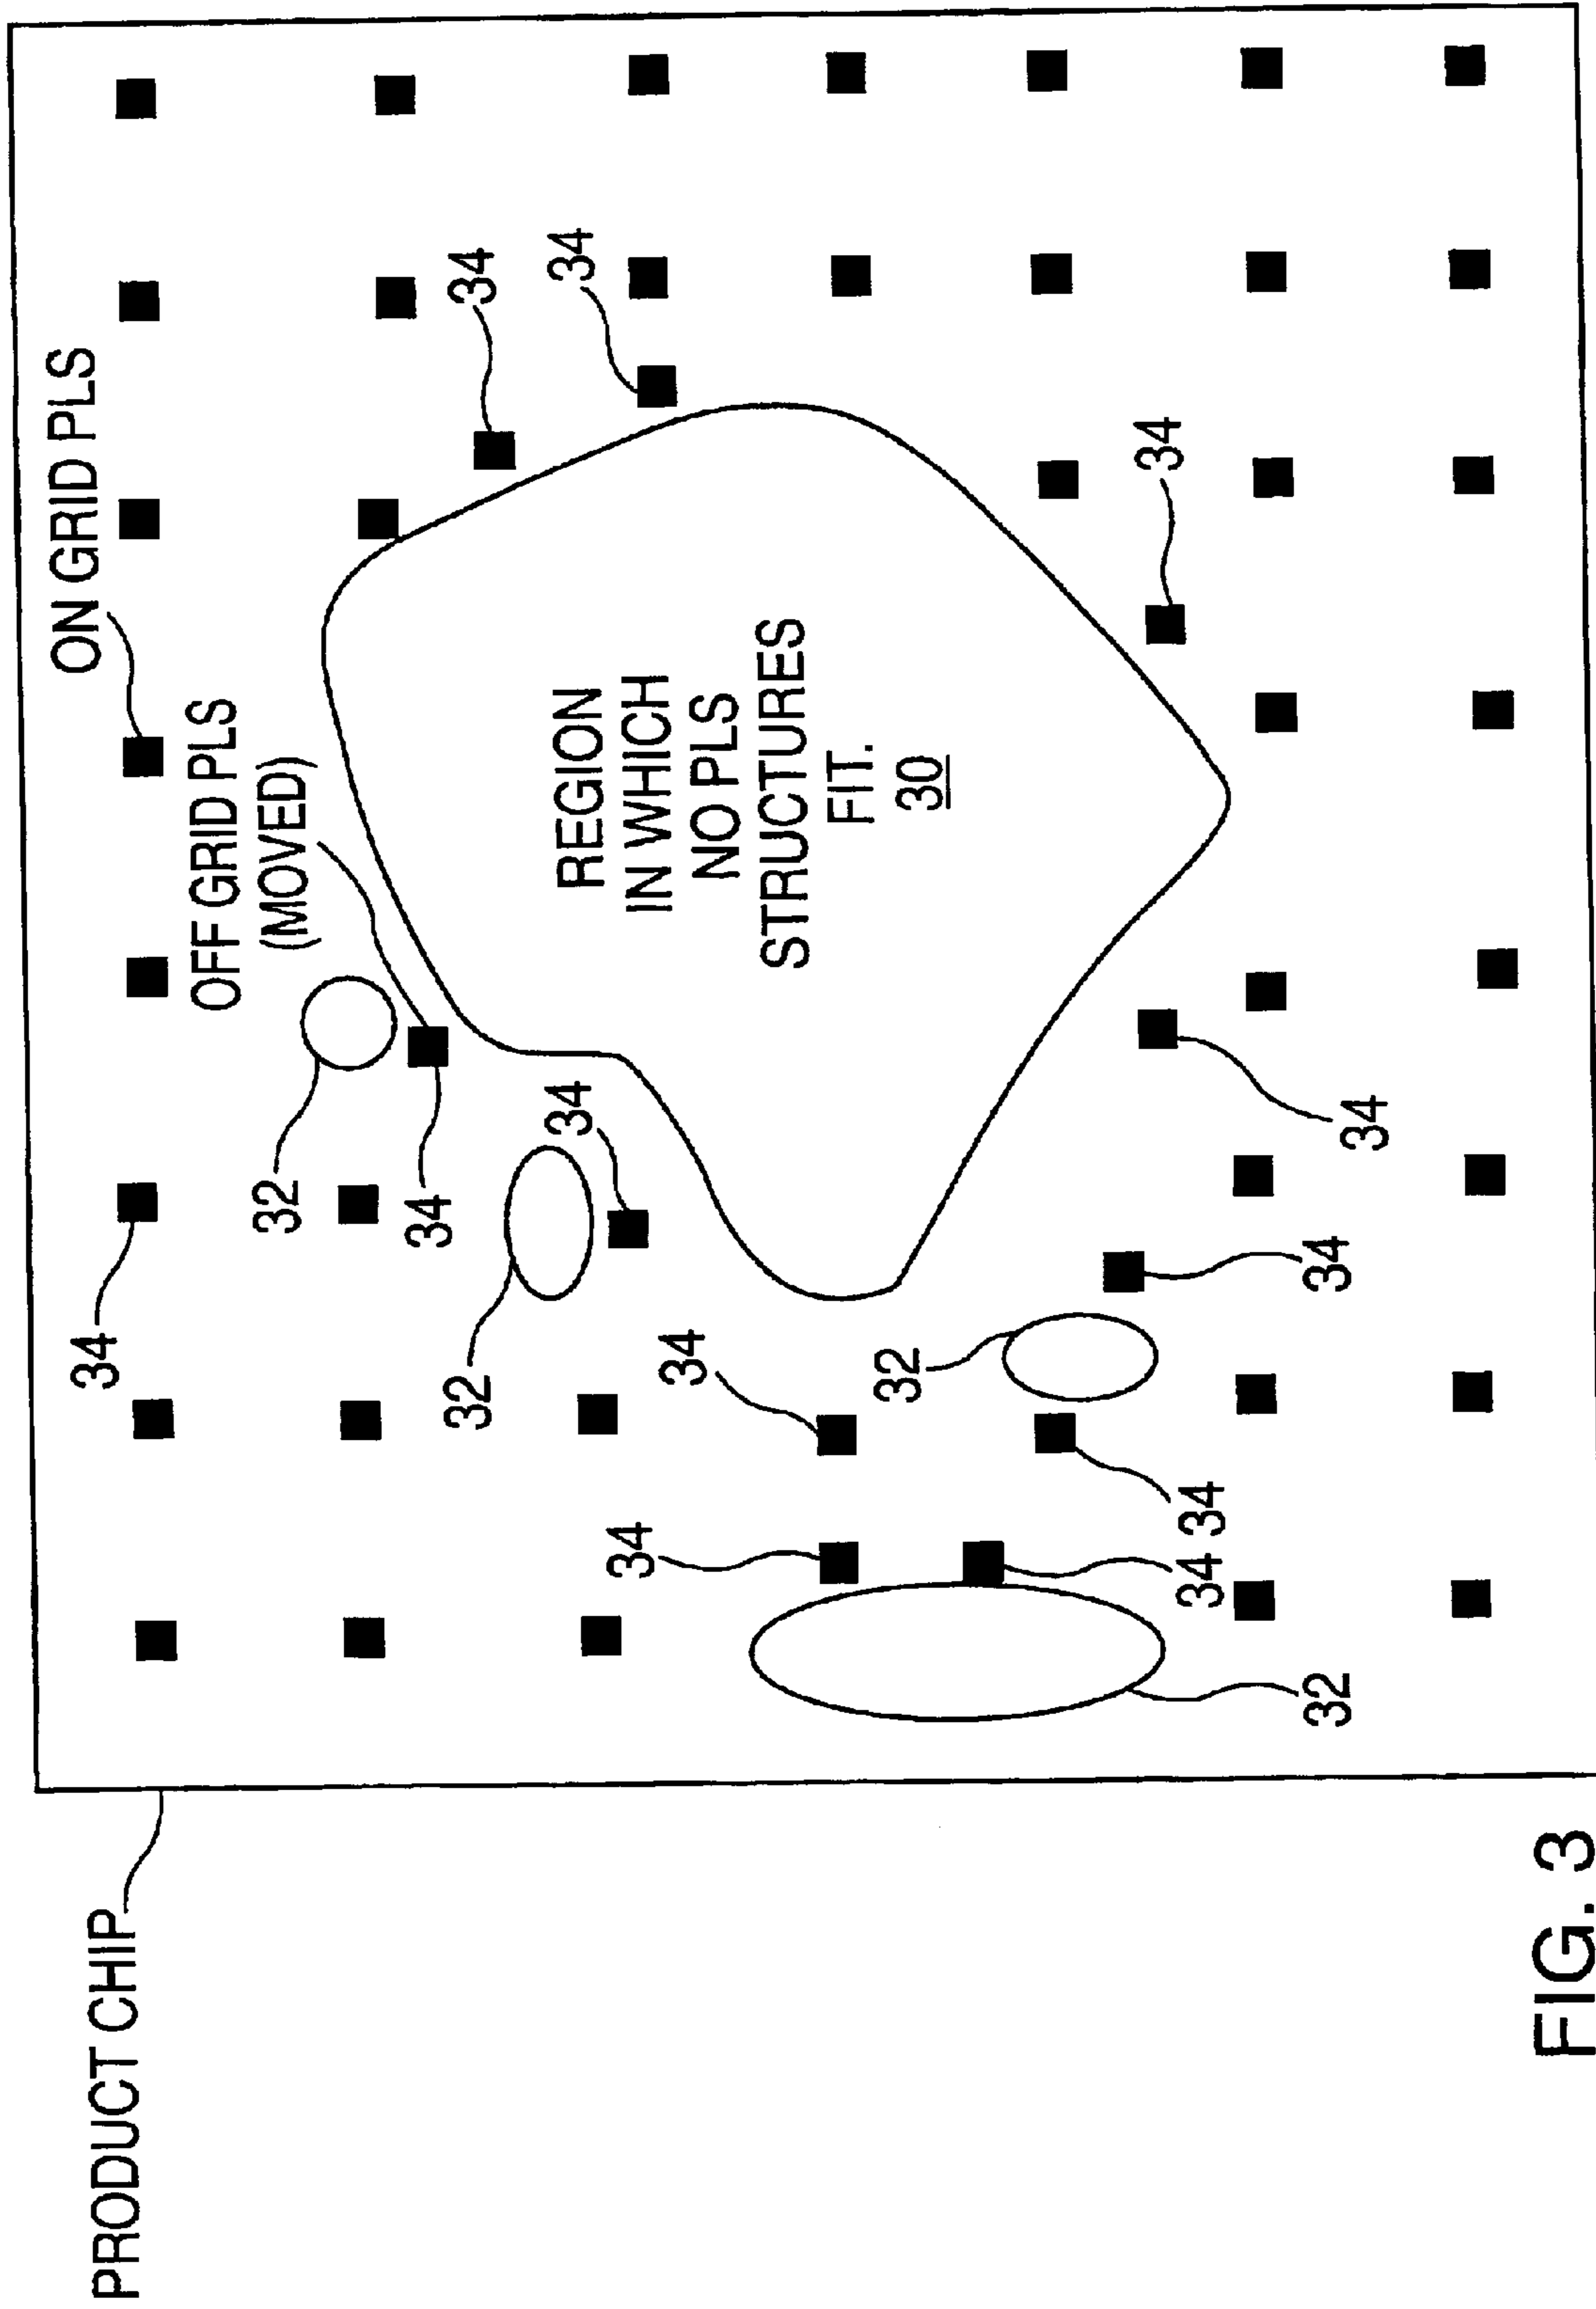 PRODUCT CHIP
34
ON GRID PLS
OFF GRID PLS
(MOVED)
32
34
32
34
34
34
REGION
IN WHICH
NO PLS
STRUCTURES
FIT.
30
34
34
32
34
34
34
32
34
34
FIG. 3